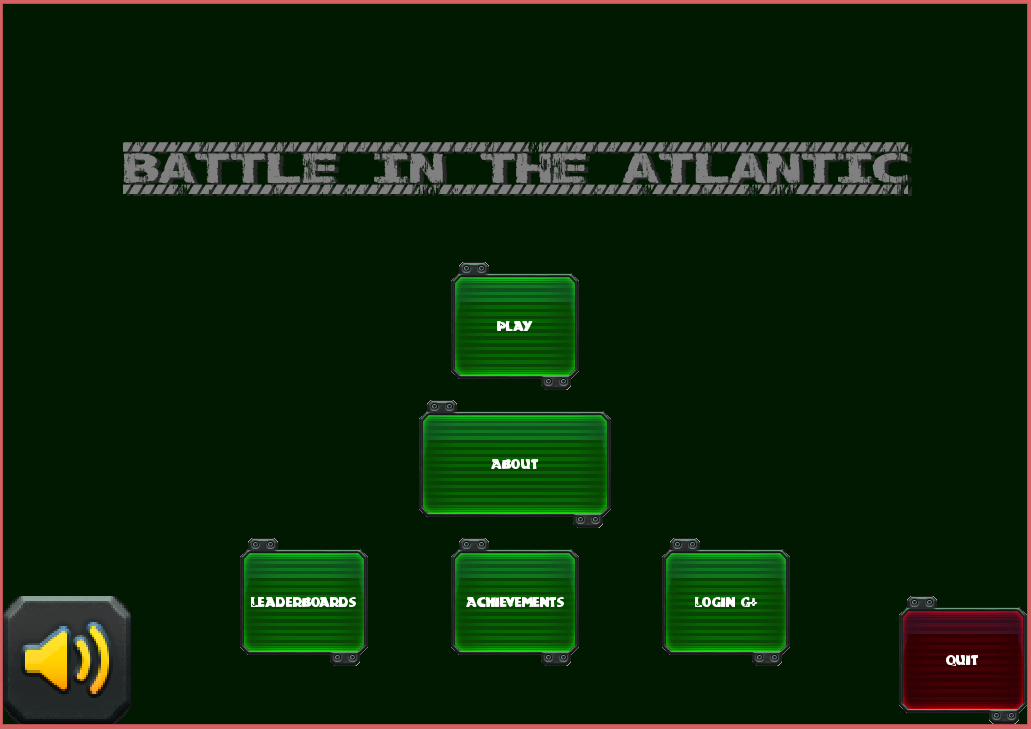 BATTLE IN THE ATLANTIC
PLAY
ABOUT
LEADERBOARDS
ACHIEVEMENTS
LOGIN G+
QUIT